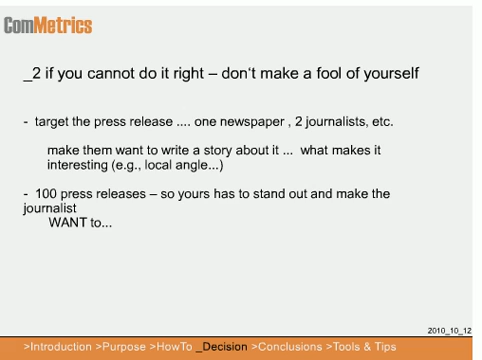 ComMetrics
_2 if you cannot do it right – don't make a fool of yourself
- target the press release .... one newspaper , 2 journalists, etc.
make them want to write a story about it ... what makes it
interesting (e.g., local angle...)
- 100 press releases – so yours has to stand out and make the
journalist
WANT to...
2010_10_12
>Introduction >Purpose >HowTo _Decision >Conclusions >Tools & Tips